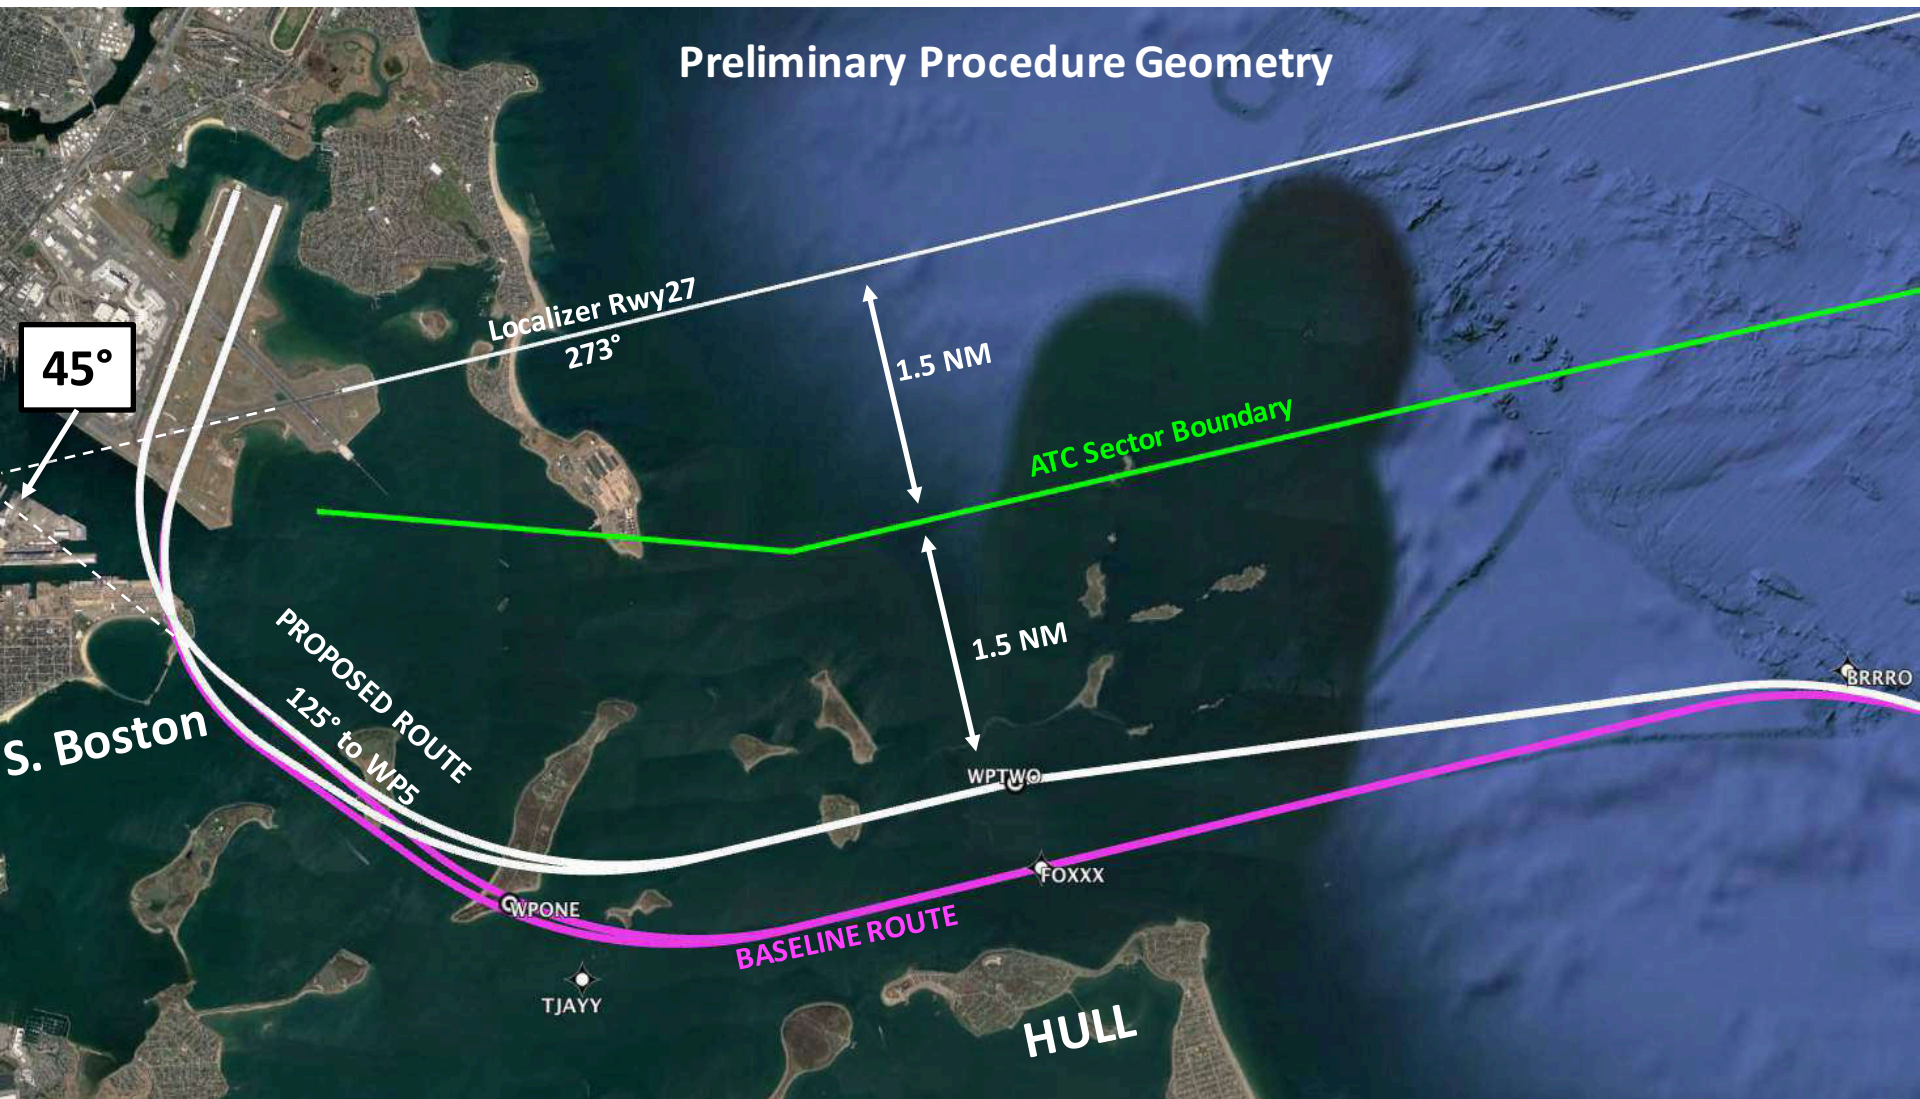 Preliminary Procedure Geometry
Localizer Rwy27
273°
1.5 NM
45°
ATC Sector Boundary
1.5 NM
PROPOSED ROUTE
125° to WP5
S. Boston
BRRRO
WPTWO
FOXXX
WPONE
BASELINE ROUTE
TJAYY
HULL